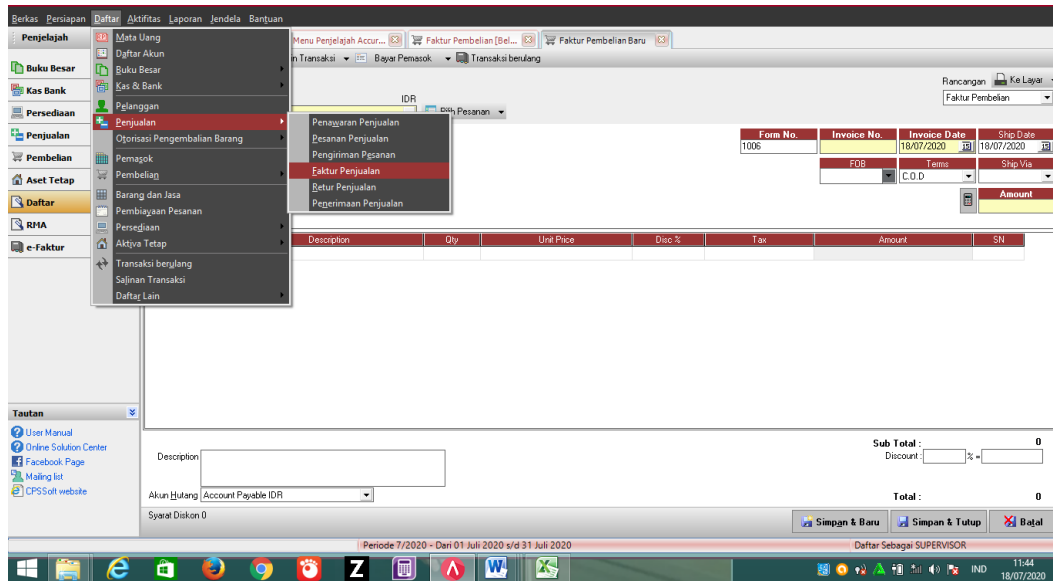 Berkas Persiapan Daftar Aktifitas Laporan Jendela Bantuan
Penjelajah
Menu Penjelajah Accur... Faktur Pembelian [Bel... Faktur Pembelian Baru
n Transaksi Bayar Pemasok Transaksi berulang
Buku Besar
Kas Bank
Persediaan
Penjualan
Pembelian
Aset Tetap
Daftar
RMA
e-Faktur
Mata Uang
Daftar Akun
Buku Besar
Kas & Bank
Pelanggan
Penjualan
Otorisasi Pengembalian Barang
Pemasok
Pembelian
Barang dan Jasa
Pembiayaan Pesanan
Persediaan
Aktiva Tetap
Transaksi berulang
Salinan Transaksi
Daftar Lain
Penawaran Penjualan
Pesanan Penjualan
Pengiriman Pesanan
Faktur Penjualan
Retur Penjualan
Penerimaan Penjualan
IDR
Pilih Pesanan
Rancangan Ke Layar
Faktur Pembelian
Form No. Invoice No. Invoice Date Ship Date
1006 18/07/2020 18/07/2020
FOB Terms Ship Via
C.O.D
Amount
Description Qty Unit Price Disc % Tax Amount SN
Tautan
User Manual
Online Solution Center
Facebook Page
Mailing list
CPSSoft website
Description
Akun Hutang Account Payable IDR
Syarat Diskon 0
Sub Total : 0
Discount : % =
Total : 0
Simpan & Baru Simpan & Tutup Batal
Periode 7/2020 - Dari 01 Juli 2020 s/d 31 Juli 2020 Daftar Sebagai SUPERVISOR
IND
11:44
18/07/2020